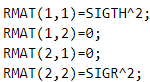 RMAT(1,1)=SIGTH^2;
RMAT(1,2)=0;
RMAT(2,1)=0;
RMAT(2,2)=SIGR^2;